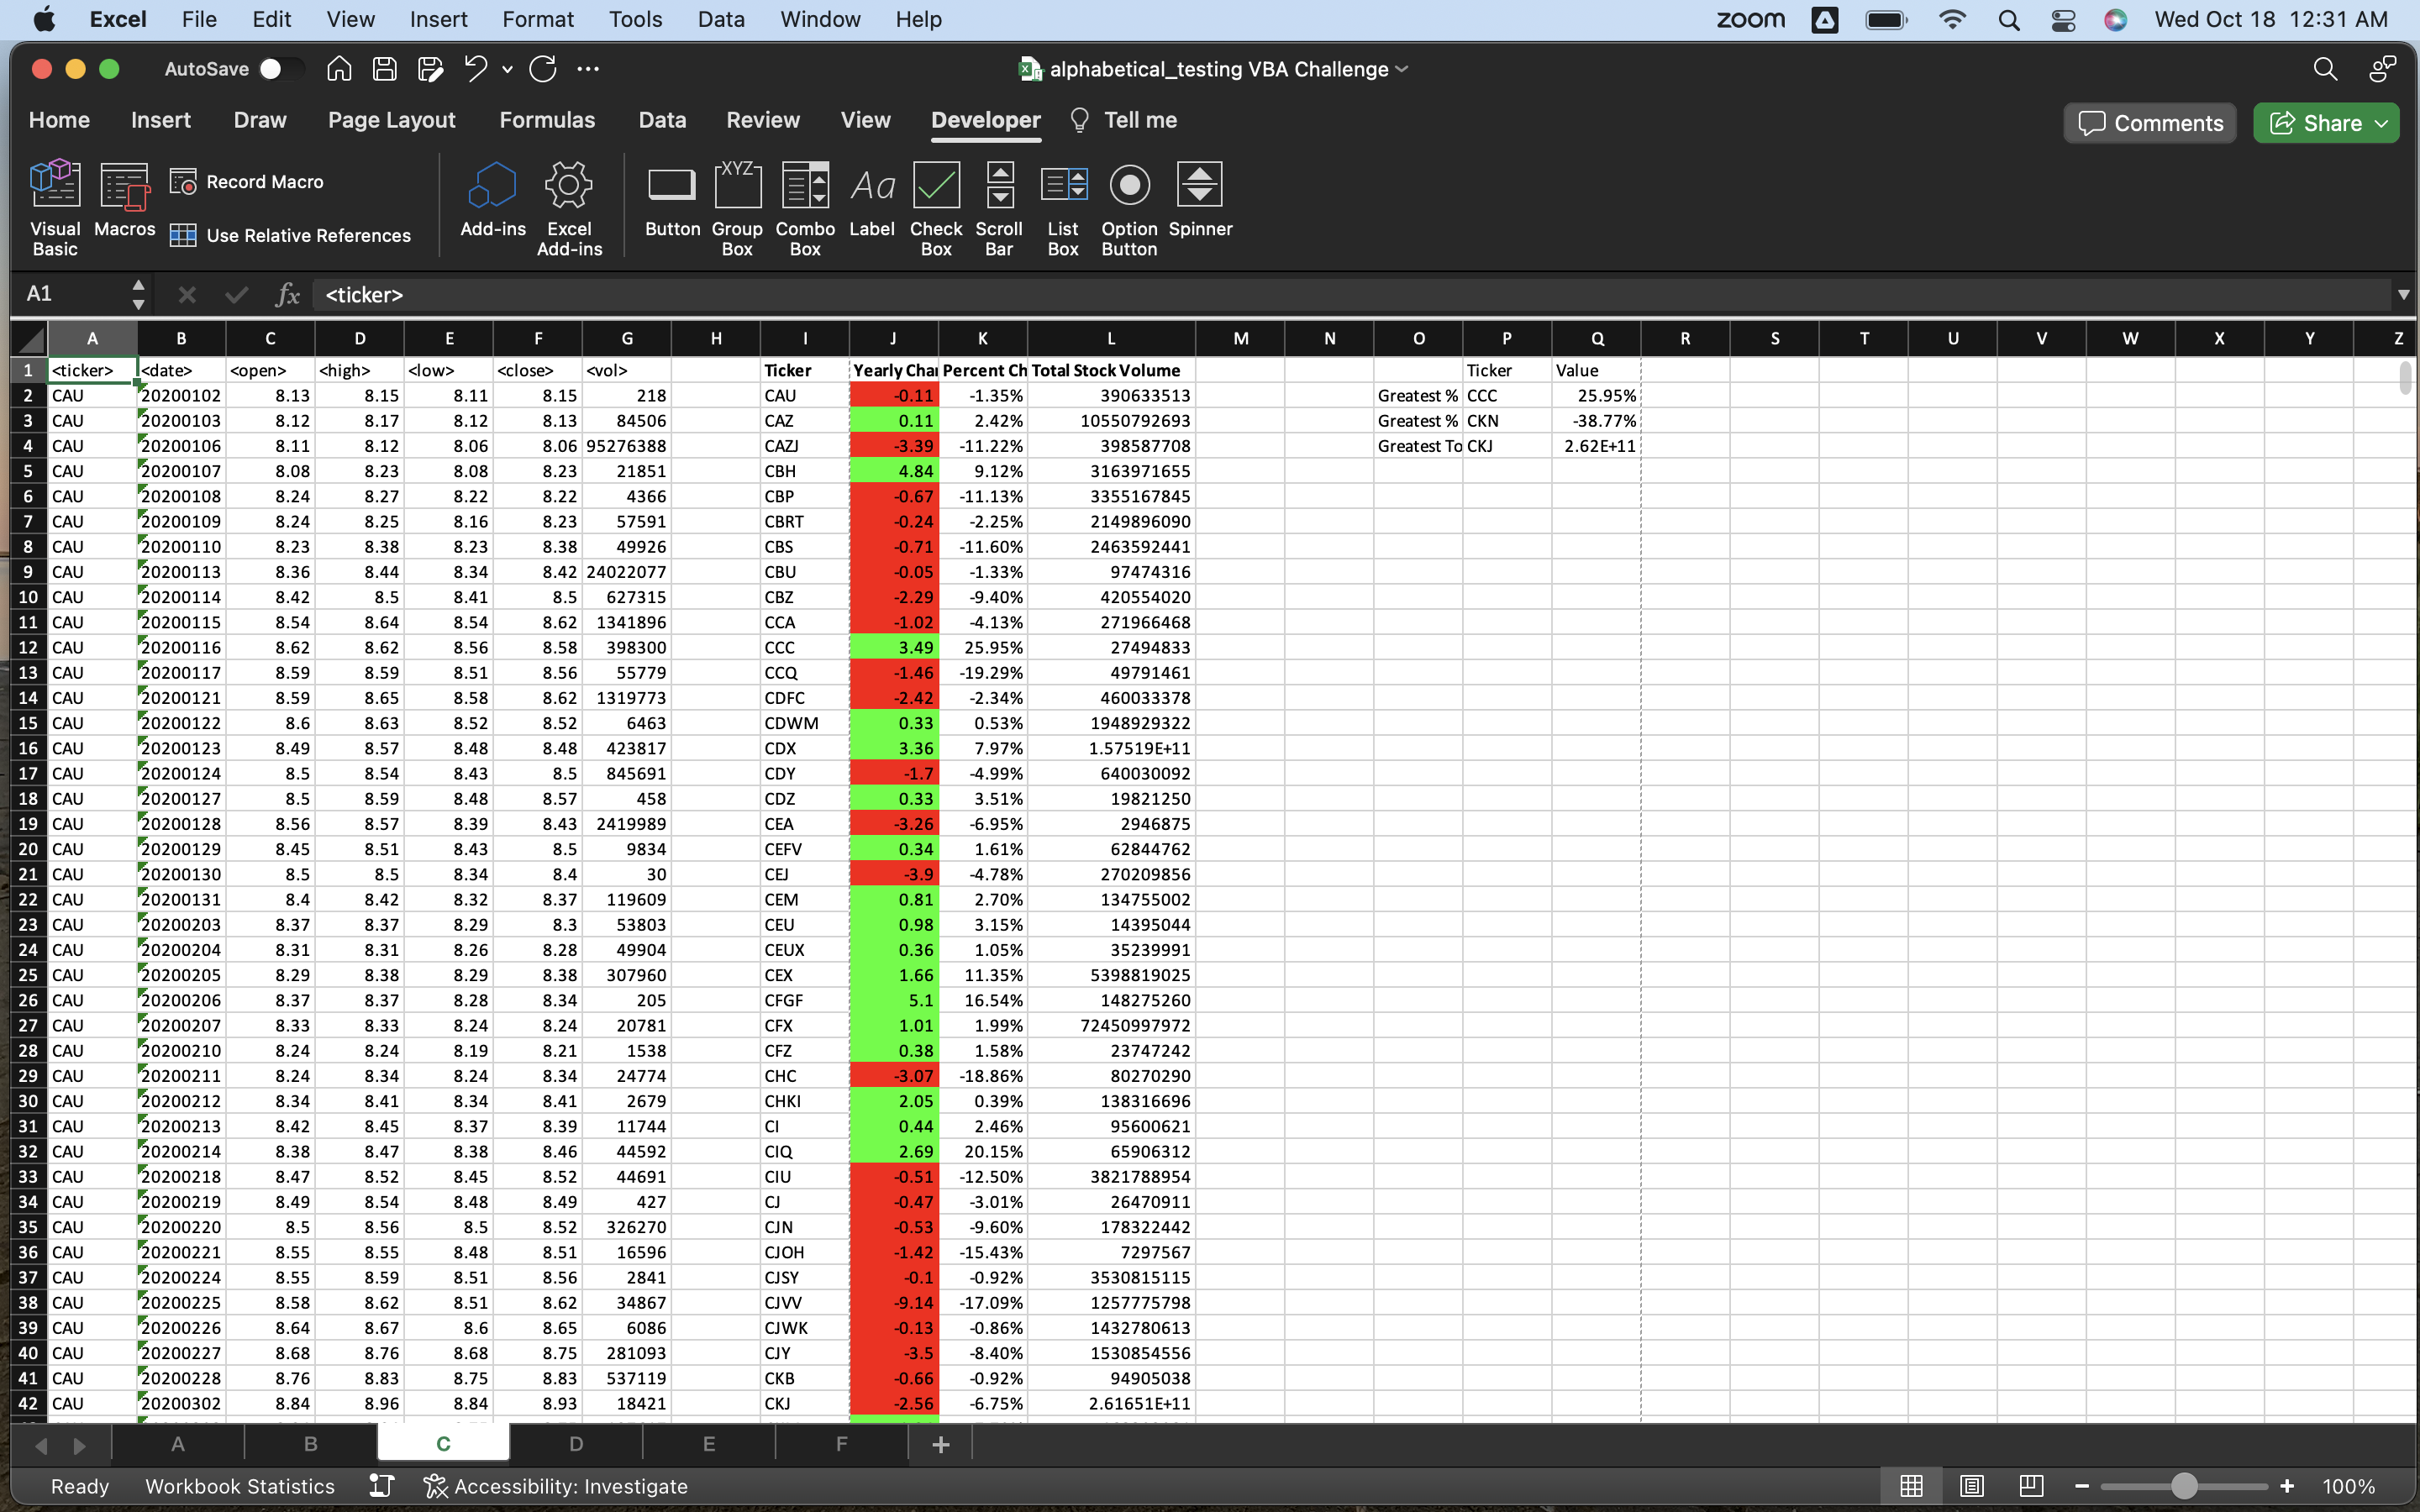 Excel File Edit View Insert Format Tools Data Window Help zoom Wed Oct 18 12:31 AM
AutoSave alphabetical_testing VBA Challenge
Home Insert Draw Page Layout Formulas Data Review View Developer Tell me Comments Share
Visual Basic Macros Record Macro Use Relative References Add-ins Excel Add-ins Button XYZ Group Box Combo Box Aa Label Check Box Scroll Bar List Box Option Button Spinner
A1 fx <ticker>
A B C D E F G H I J K L M N O P Q R S T U V W X Y Z
1 <ticker> <date> <open> <high> <low> <close> <vol> Ticker Yearly Chan Percent Ch Total Stock Volume Ticker Value
2 CAU 20200102 8.13 8.15 8.11 8.15 218 CAU -0.11 -1.35% 390633513 Greatest % CCC 25.95%
3 CAU 20200103 8.12 8.17 8.12 8.13 84506 CAZ 0.11 2.42% 10550792693 Greatest % CKN -38.77%
4 CAU 20200106 8.11 8.12 8.06 8.06 95276388 CAZJ -3.39 -11.22% 398587708 Greatest To CKJ 2.62E+11
5 CAU 20200107 8.08 8.23 8.08 8.23 21851 CBH 4.84 9.12% 3163971655
6 CAU 20200108 8.24 8.27 8.22 8.22 4366 CBP -0.67 -11.13% 3355167845
7 CAU 20200109 8.24 8.25 8.16 8.23 57591 CBRT -0.24 -2.25% 2149896090
8 CAU 20200110 8.23 8.38 8.23 8.38 49926 CBS -0.71 -11.60% 2463592441
9 CAU 20200113 8.36 8.44 8.34 8.42 24022077 CBU -0.05 -1.33% 97474316
10 CAU 20200114 8.42 8.5 8.41 8.5 627315 CBZ -2.29 -9.40% 420554020
11 CAU 20200115 8.54 8.64 8.54 8.62 1341896 CCA -1.02 -4.13% 271966468
12 CAU 20200116 8.62 8.62 8.56 8.58 398300 CCC 3.49 25.95% 27494833
13 CAU 20200117 8.59 8.59 8.51 8.56 55779 CCQ -1.46 -19.29% 49791461
14 CAU 20200121 8.59 8.65 8.58 8.62 1319773 CDFC -2.42 -2.34% 460033378
15 CAU 20200122 8.6 8.63 8.52 8.52 6463 CDWM 0.33 0.53% 1948929322
16 CAU 20200123 8.49 8.57 8.48 8.48 423817 CDX 3.36 7.97% 1.57519E+11
17 CAU 20200124 8.5 8.54 8.43 8.5 845691 CDY -1.7 -4.99% 640030092
18 CAU 20200127 8.5 8.59 8.48 8.57 458 CDZ 0.33 3.51% 19821250
19 CAU 20200128 8.56 8.57 8.39 8.43 2419989 CEA -3.26 -6.95% 2946875
20 CAU 20200129 8.45 8.51 8.43 8.5 9834 CEFV 0.34 1.61% 62844762
21 CAU 20200130 8.5 8.5 8.34 8.4 30 CEJ -3.9 -4.78% 270209856
22 CAU 20200131 8.4 8.42 8.32 8.37 119609 CEM 0.81 2.70% 134755002
23 CAU 20200203 8.37 8.37 8.29 8.3 53803 CEU 0.98 3.15% 14395044
24 CAU 20200204 8.31 8.31 8.26 8.28 49904 CEUX 0.36 1.05% 35239991
25 CAU 20200205 8.29 8.38 8.29 8.38 307960 CEX 1.66 11.35% 5398819025
26 CAU 20200206 8.37 8.37 8.28 8.34 205 CFGF 5.1 16.54% 148275260
27 CAU 20200207 8.33 8.33 8.24 8.24 20781 CFX 1.01 1.99% 72450997972
28 CAU 20200210 8.24 8.24 8.19 8.21 1538 CFZ 0.38 1.58% 23747242
29 CAU 20200211 8.24 8.34 8.24 8.34 24774 CHC -3.07 -18.86% 80270290
30 CAU 20200212 8.34 8.41 8.34 8.41 2679 CHKI 2.05 0.39% 138316696
31 CAU 20200213 8.42 8.45 8.37 8.39 11744 CI 0.44 2.46% 95600621
32 CAU 20200214 8.38 8.47 8.38 8.46 44592 CIQ 2.69 20.15% 65906312
33 CAU 20200218 8.47 8.52 8.45 8.52 44691 CIU -0.51 -12.50% 3821788954
34 CAU 20200219 8.49 8.54 8.48 8.49 427 CJ -0.47 -3.01% 26470911
35 CAU 20200220 8.5 8.56 8.5 8.52 326270 CJN -0.53 -9.60% 178322442
36 CAU 20200221 8.55 8.55 8.48 8.51 16596 CJOH -1.42 -15.43% 7297567
37 CAU 20200224 8.55 8.59 8.51 8.56 2841 CJSY -0.1 -0.92% 3530815115
38 CAU 20200225 8.58 8.62 8.51 8.62 34867 CJVV -9.14 -17.09% 1257775798
39 CAU 20200226 8.64 8.67 8.6 8.65 6086 CJWK -0.13 -0.86% 1432780613
40 CAU 20200227 8.68 8.76 8.68 8.75 281093 CJY -3.5 -8.40% 1530854556
41 CAU 20200228 8.76 8.83 8.75 8.83 537119 CKB -0.66 -0.92% 94905038
42 CAU 20200302 8.84 8.96 8.84 8.93 18421 CKJ -2.56 -6.75% 2.61651E+11
A B C D E F +
Ready Workbook Statistics Accessibility: Investigate 100%